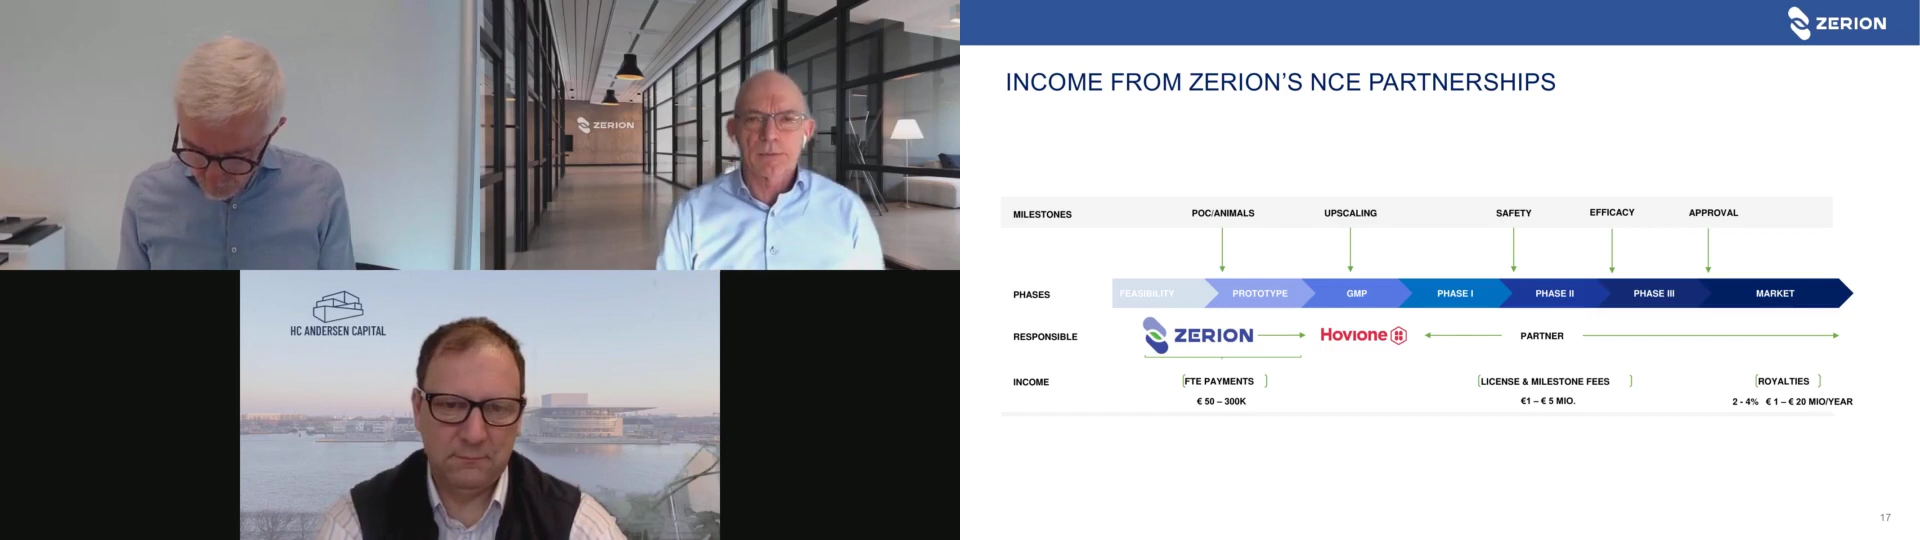 ZERION
HC ANDERSEN CAPITAL
ZERION
INCOME FROM ZERION'S NCE PARTNERSHIPS
MILESTONES POC/ANIMALS UPSCALING SAFETY EFFICACY APPROVAL
PHASES FEASIBILITY PROTOTYPE GMP PHASE I PHASE II PHASE III MARKET
RESPONSIBLE ZERION Hovione PARTNER
INCOME [FTE PAYMENTS ] [LICENSE & MILESTONE FEES ] [ROYALTIES ]
€ 50 – 300K €1 – € 5 MIO. 2 - 4% € 1 – € 20 MIO/YEAR
17